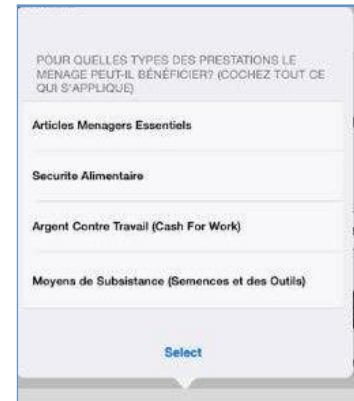 POUR QUELLES TYPES DES PRESTATIONS LE
MENAGE PEUT-IL BÉNÉFICIER? (COCHEZ TOUT CE
QUI S'APPLIQUE)
Articles Menagers Essentiels
Securite Alimentaire
Argent Contre Travail (Cash For Work)
Moyens de Subsistance (Semences et des Outils)
Select